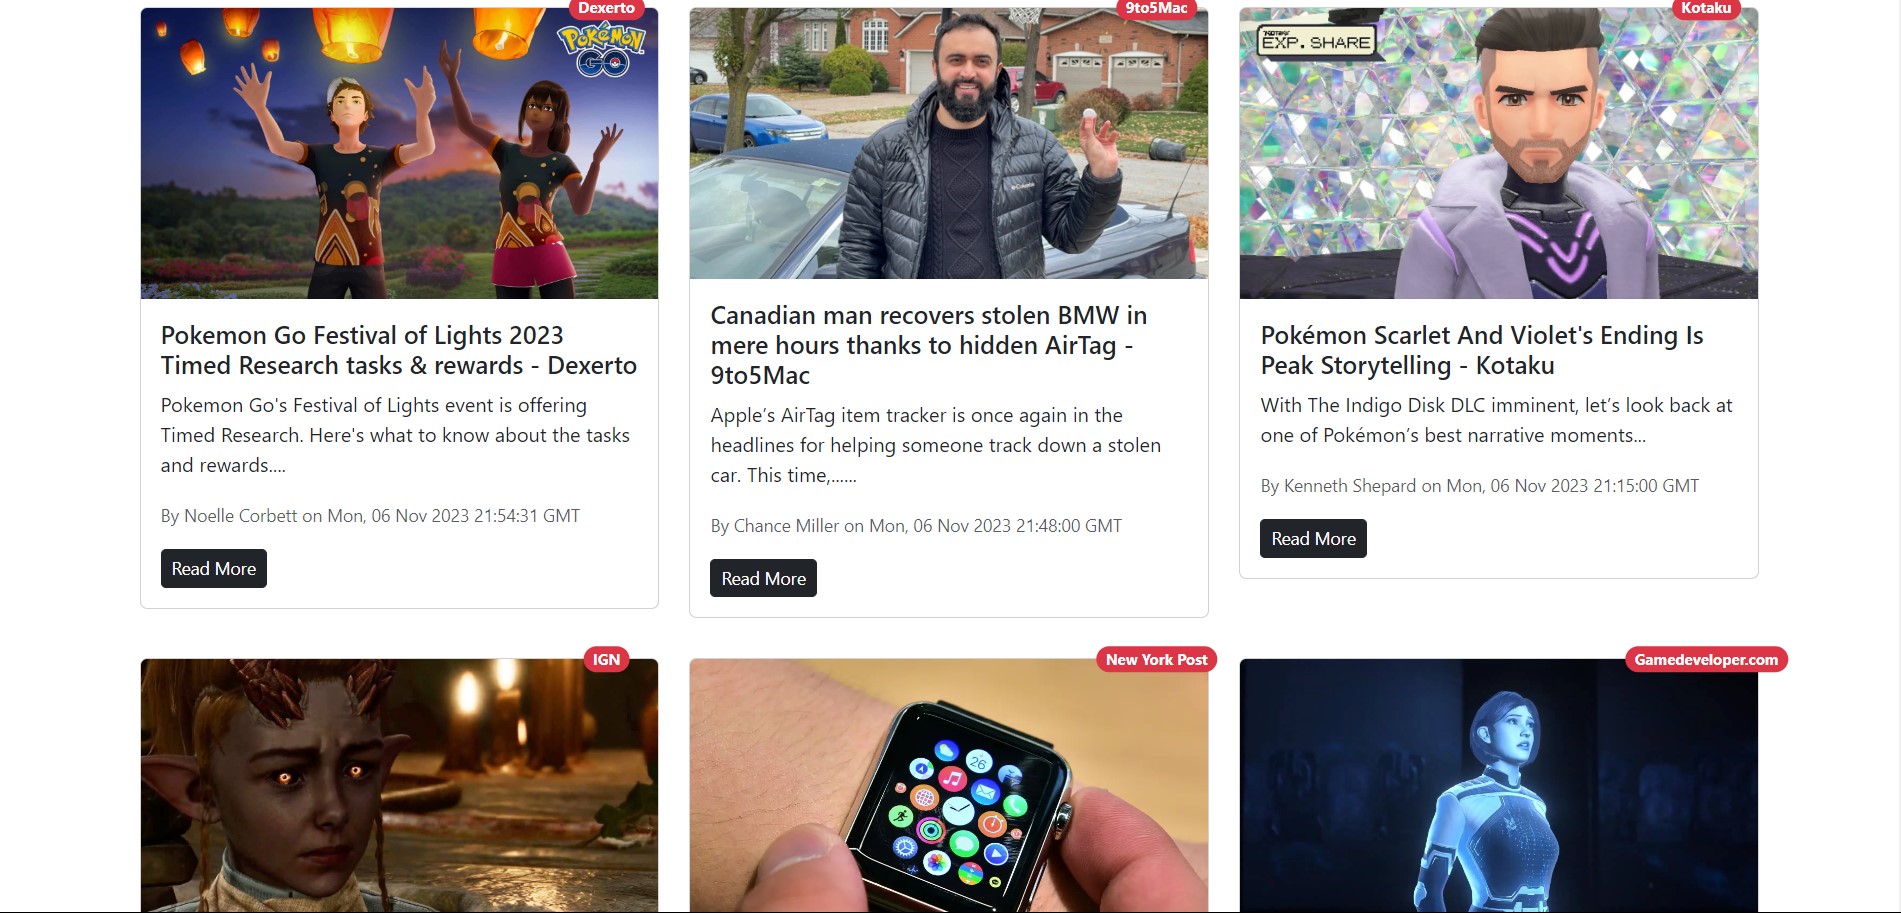 Dexerto
Pokémon
GO
Pokemon Go Festival of Lights 2023
Timed Research tasks & rewards - Dexerto
Pokemon Go's Festival of Lights event is offering
Timed Research. Here's what to know about the tasks
and rewards....
By Noelle Corbett on Mon, 06 Nov 2023 21:54:31 GMT
Read More
9to5Mac
Columbia
Canadian man recovers stolen BMW in
mere hours thanks to hidden AirTag -
9to5Mac
Apple’s AirTag item tracker is once again in the
headlines for helping someone track down a stolen
car. This time,......
By Chance Miller on Mon, 06 Nov 2023 21:48:00 GMT
Read More
Kotaku
KOTAKU
EXP. SHARE
Pokémon Scarlet And Violet's Ending Is
Peak Storytelling - Kotaku
With The Indigo Disk DLC imminent, let’s look back at
one of Pokémon’s best narrative moments...
By Kenneth Shepard on Mon, 06 Nov 2023 21:15:00 GMT
Read More
IGN
New York Post
26
Gamedeveloper.com